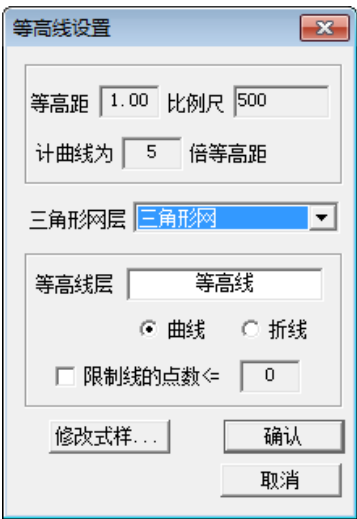 等高线设置
等高距 1.00 比例尺 500
计曲线为 5 倍等高距
三角形网层 三角形网
等高线层 等高线
曲线 折线
限制线的点数<= 0
修改式样... 确认
取消